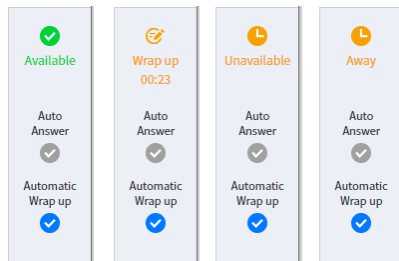 Available
Auto
Answer
Automatic
Wrap up
Wrap up
00:23
Auto
Answer
Automatic
Wrap up
Unavailable
Auto
Answer
Automatic
Wrap up
Away
Auto
Answer
Automatic
Wrap up